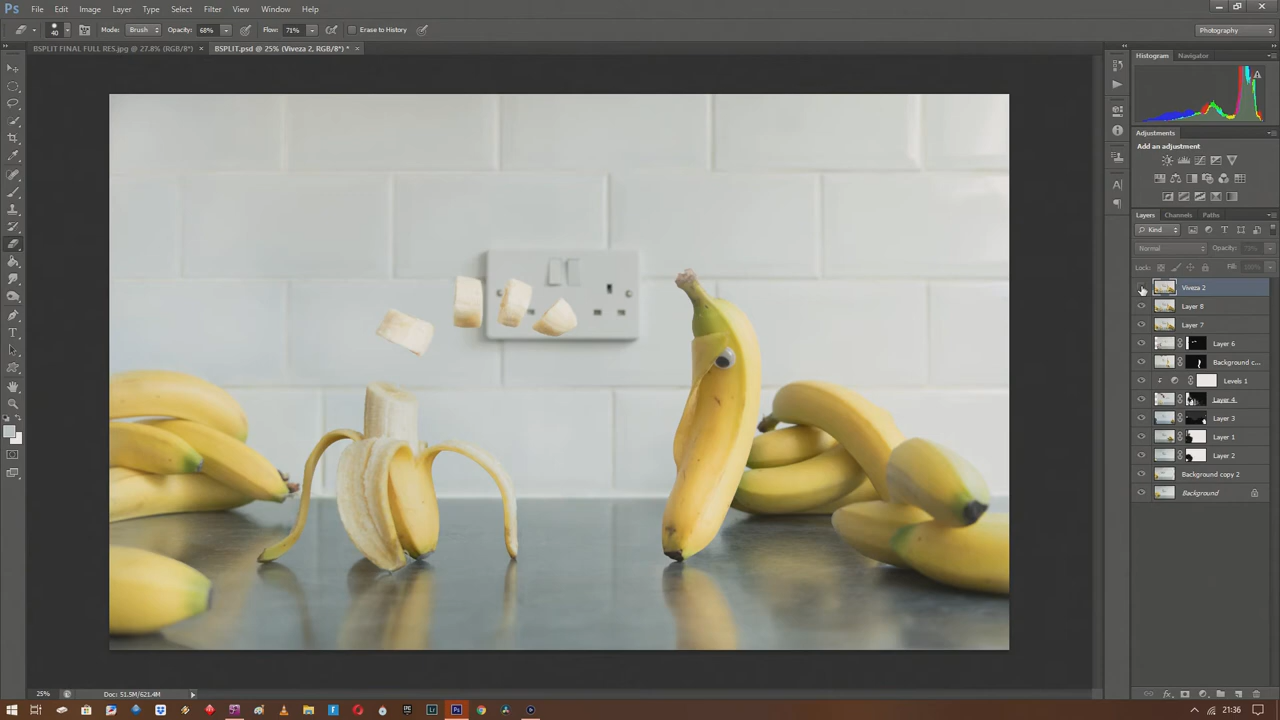 Ps File Edit Image Layer Type Select Filter View Window Help
40 Mode: Brush Opacity: 68% Flow: 71% Erase to History Photography
BSPLIT FINAL FULL RES.jpg @ 27.8% (RGB/8*) × BSPLIT.psd @ 25% (Viveza 2, RGB/8*) * ×
Histogram Navigator
Adjustments
Add an adjustment
Layers Channels Paths
Kind
Normal Opacity:
Lock: Fill:
Viveza 2
Layer 8
Layer 7
Layer 6
Background c...
Levels 1
Layer 4
Layer 3
Layer 1
Layer 2
Background copy 2
Background
25% Doc: 51.5M/621.4M
21:36